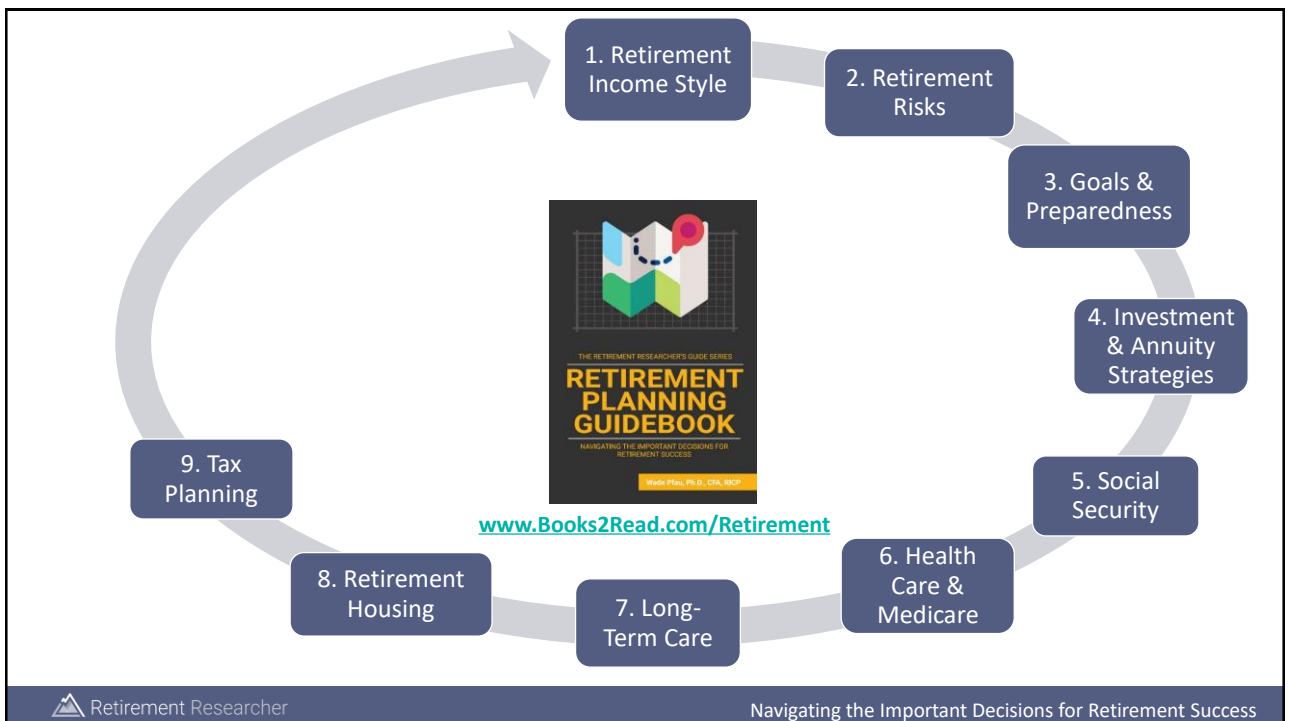 1. Retirement
Income Style
2. Retirement
Risks
3. Goals &
Preparedness
4. Investment
& Annuity
Strategies
5. Social
Security
6. Health
Care &
Medicare
7. Long-
Term Care
8. Retirement
Housing
9. Tax
Planning
THE RETIREMENT RESEARCHER'S GUIDE SERIES
RETIREMENT
PLANNING
GUIDEBOOK
NAVIGATING THE IMPORTANT DECISIONS FOR
RETIREMENT SUCCESS
Wade Pfau, Ph.D., CFA, RICP
www.Books2Read.com/Retirement
Retirement Researcher
Navigating the Important Decisions for Retirement Success